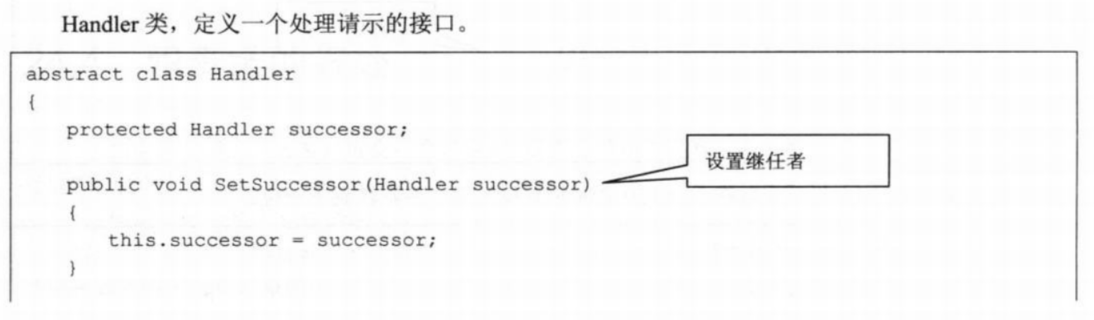 Handler 类，定义一个处理请示的接口。
abstract class Handler
{
protected Handler successor;
设置继任者
public void SetSuccessor(Handler successor)
{
this.successor = successor;
}